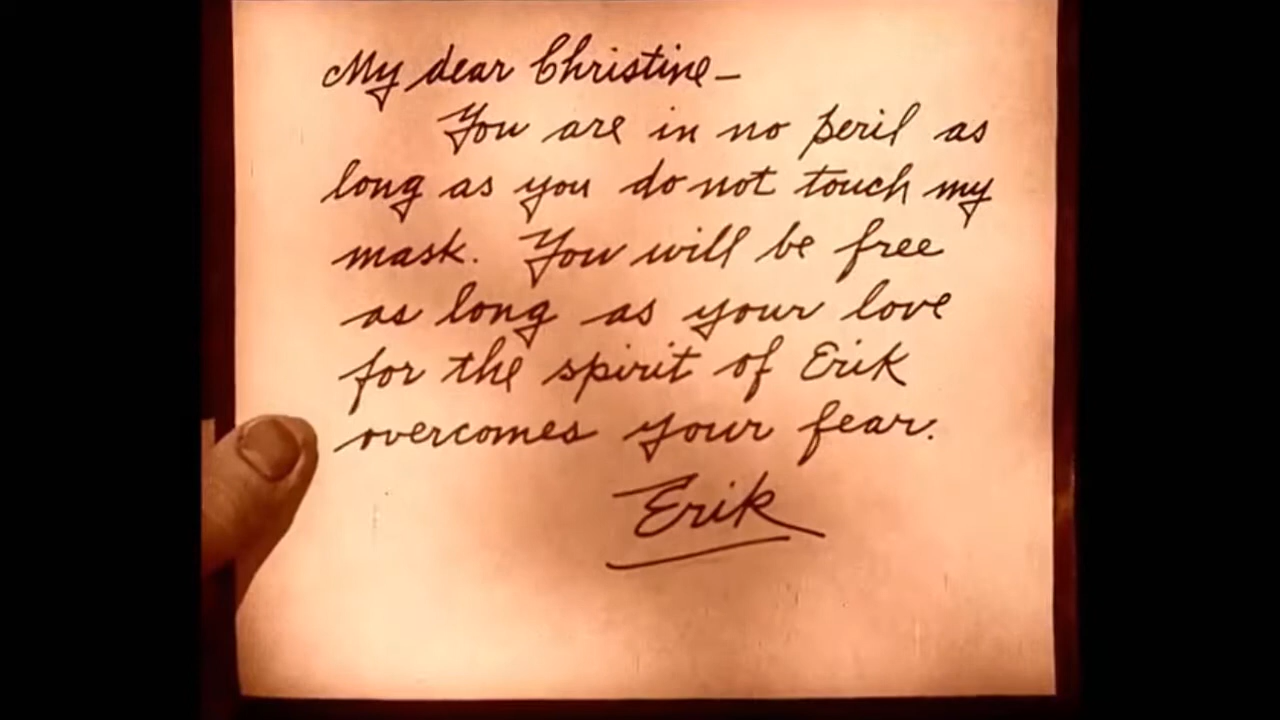 My dear Christine—
You are in no peril as
long as you do not touch my
mask. You will be free
as long as your love
for the spirit of Erik
overcomes your fear.
Erik